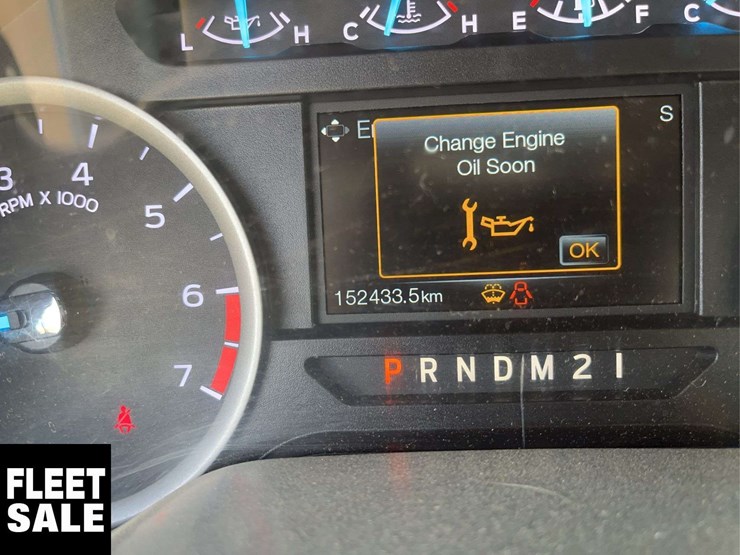 L H C H E F C
E S
Change Engine
Oil Soon
OK
152433.5km
3 4 5 6 7
RPM X 1000
P R N D M 2 1
FLEET
SALE